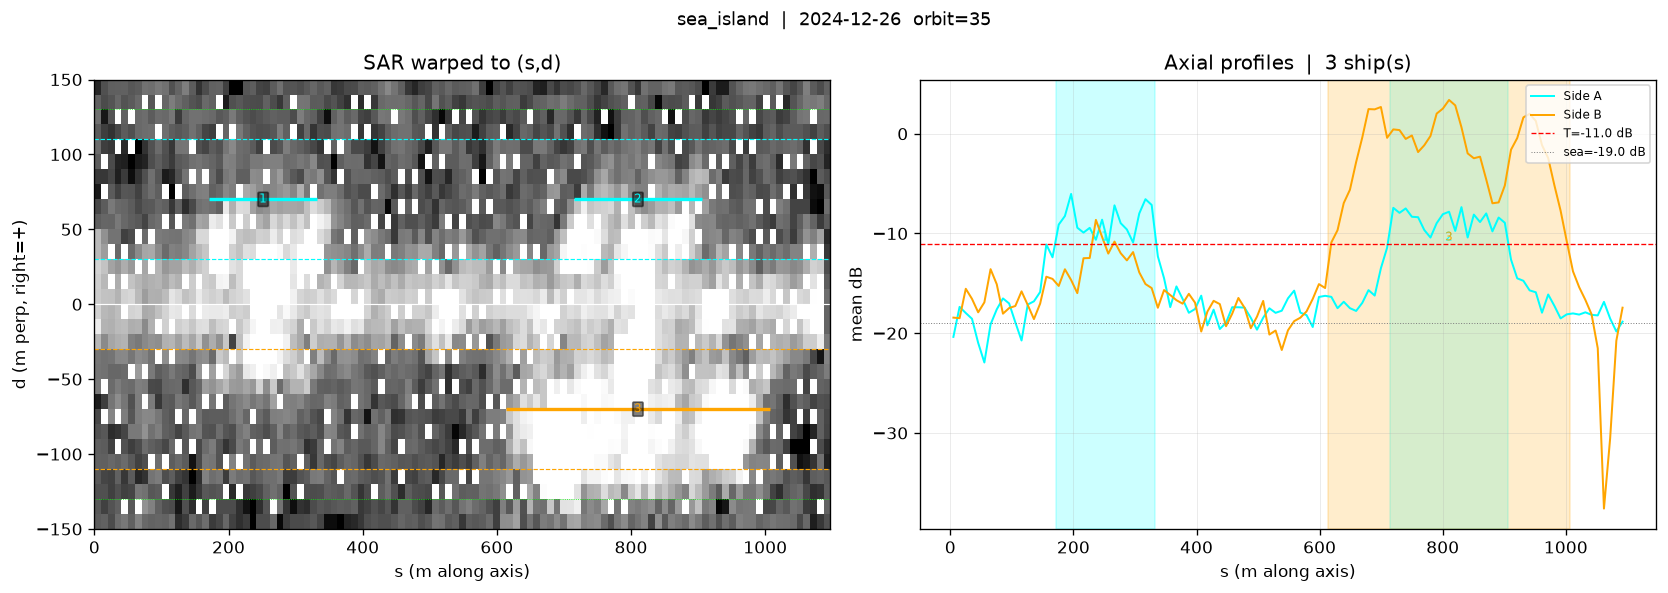 sea_island  |  2024-12-26  orbit=35
SAR warped to (s,d)
150
100
50
0
−50
−100
−150
d (m perp, right=+)
1
2
3
0
200
400
600
800
1000
s (m along axis)
Axial profiles  |  3 ship(s)
0
−10
−20
−30
mean dB
Side A
Side B
T=-11.0 dB
sea=-19.0 dB
3
0
200
400
600
800
1000
s (m along axis)